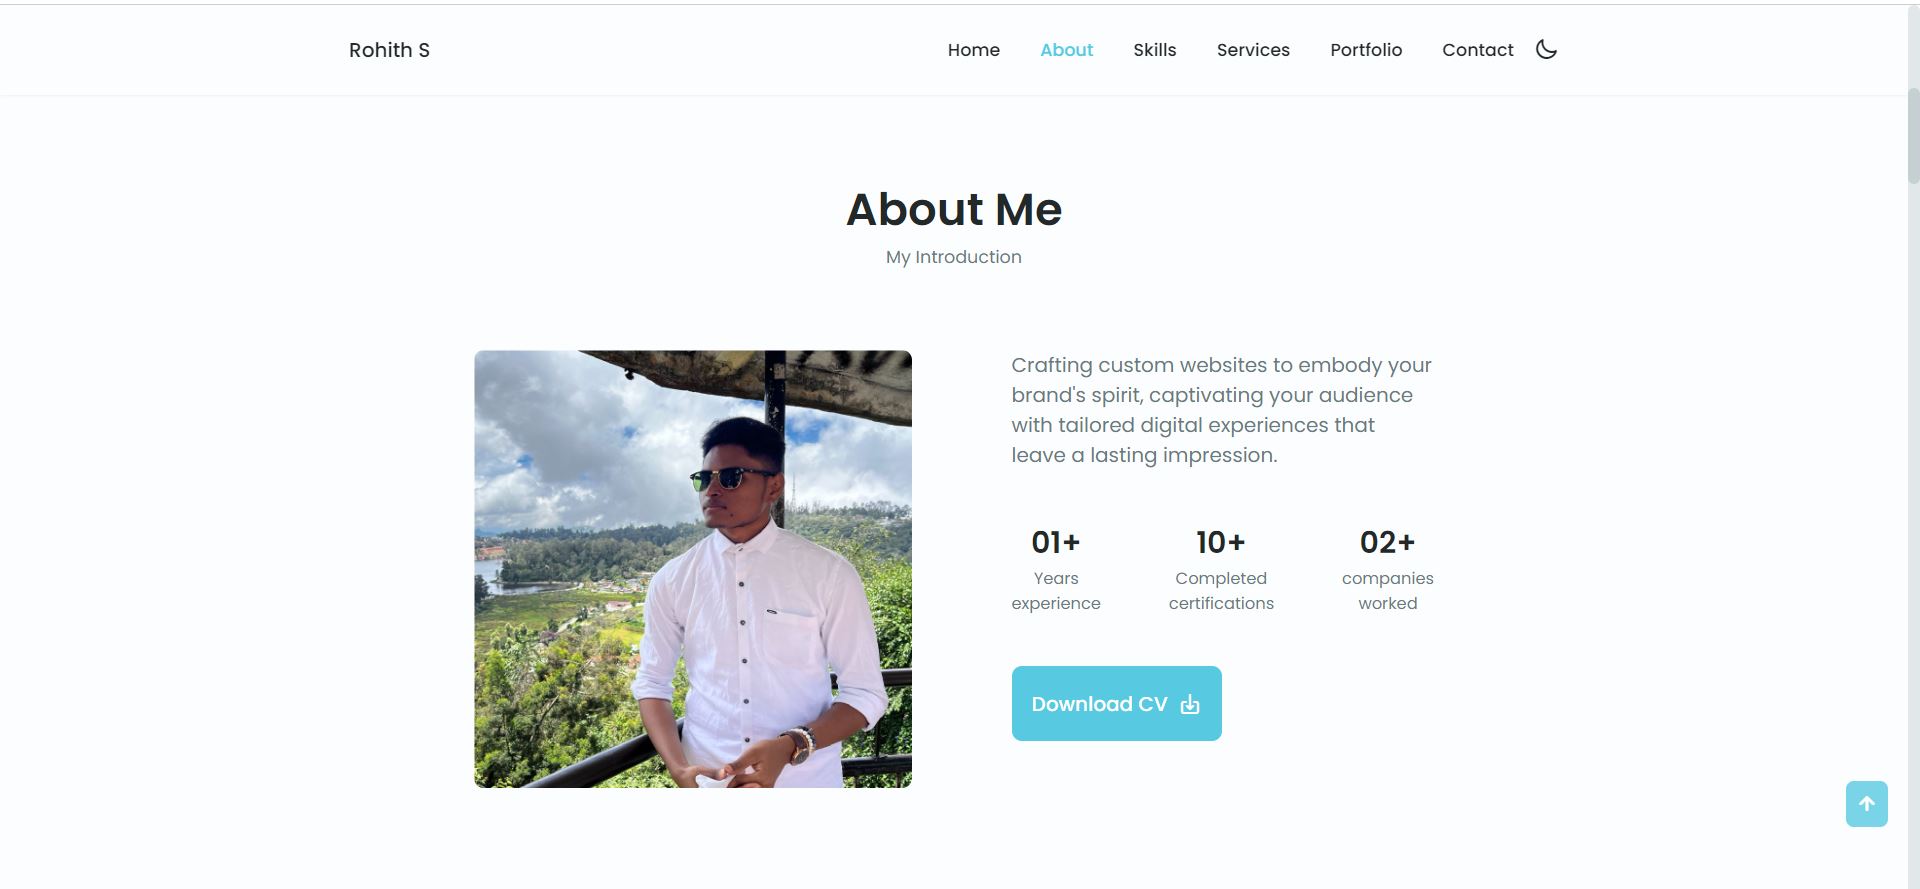 Rohith S
Home About Skills Services Portfolio Contact
About Me
My Introduction
Crafting custom websites to embody your
brand's spirit, captivating your audience
with tailored digital experiences that
leave a lasting impression.
01+ 10+ 02+
Years Completed companies
experience certifications worked
Download CV